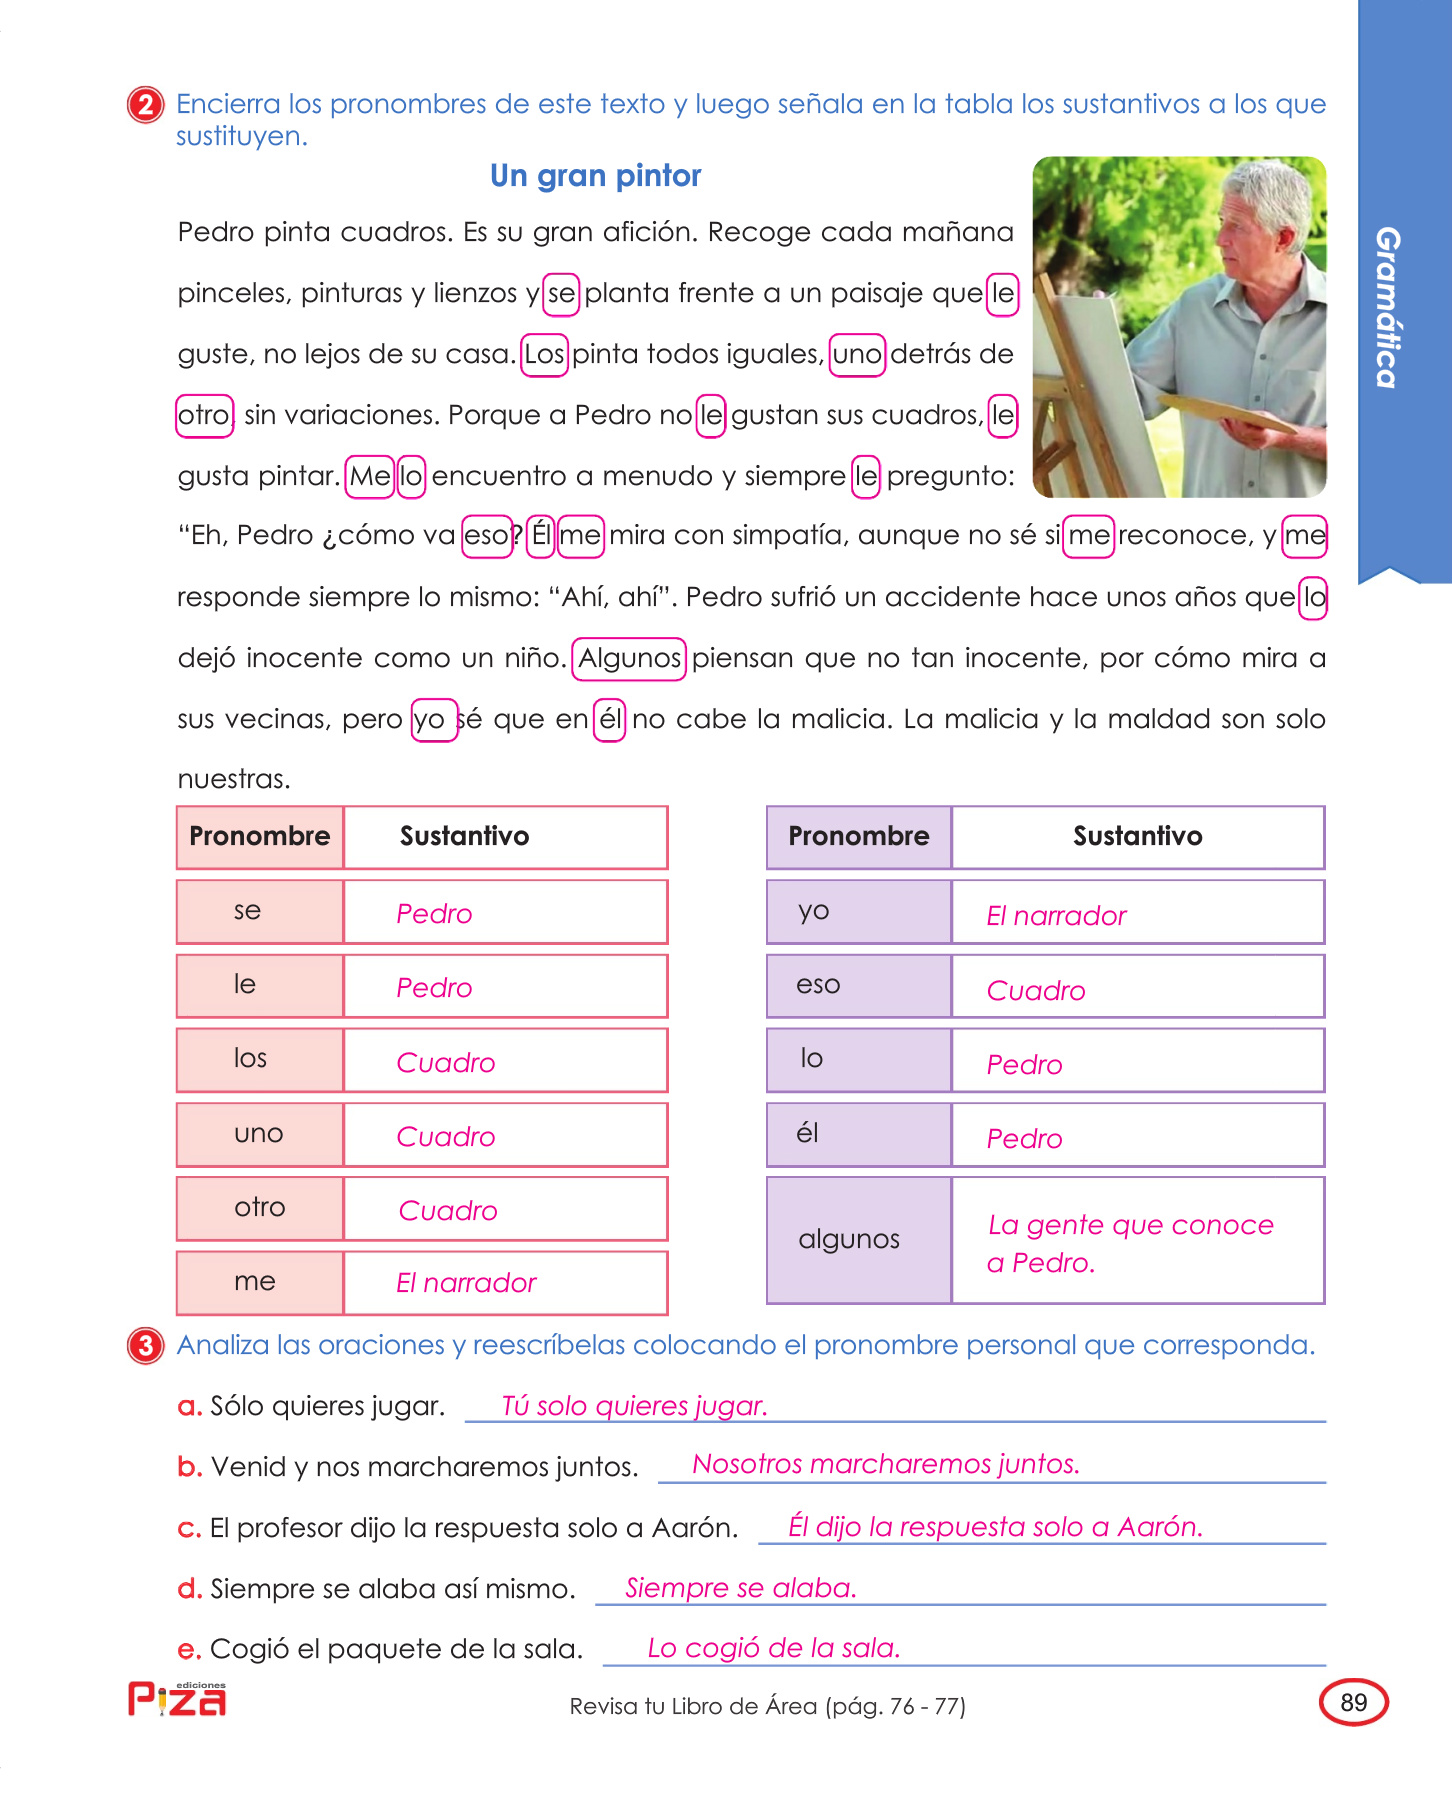 2 Encierra los pronombres de este texto y luego señala en la tabla los sustantivos a los que
sustituyen.
Un gran pintor
Pedro pinta cuadros. Es su gran afición. Recoge cada mañana
pinceles, pinturas y lienzos y se planta frente a un paisaje que le
guste, no lejos de su casa. Los pinta todos iguales, uno detrás de
otro, sin variaciones. Porque a Pedro no le gustan sus cuadros, le
gusta pintar. Me lo encuentro a menudo y siempre le pregunto:
“Eh, Pedro ¿cómo va eso? Él me mira con simpatía, aunque no sé si me reconoce, y me
responde siempre lo mismo: “Ahí, ahí”. Pedro sufrió un accidente hace unos años que lo
dejó inocente como un niño. Algunos piensan que no tan inocente, por cómo mira a
sus vecinas, pero yo sé que en él no cabe la malicia. La malicia y la maldad son solo
nuestras.
Gramática
Pronombre Sustantivo
se Pedro
le Pedro
los Cuadro
uno Cuadro
otro Cuadro
me El narrador
Pronombre Sustantivo
yo El narrador
eso Cuadro
lo Pedro
él Pedro
algunos La gente que conoce
a Pedro.
3 Analiza las oraciones y reescríbelas colocando el pronombre personal que corresponda.
a. Sólo quieres jugar. Tú solo quieres jugar.
b. Venid y nos marcharemos juntos. Nosotros marcharemos juntos.
c. El profesor dijo la respuesta solo a Aarón. Él dijo la respuesta solo a Aarón.
d. Siempre se alaba así mismo. Siempre se alaba.
e. Cogió el paquete de la sala. Lo cogió de la sala.
ediciones
Piza
Revisa tu Libro de Área (pág. 76 - 77)
89